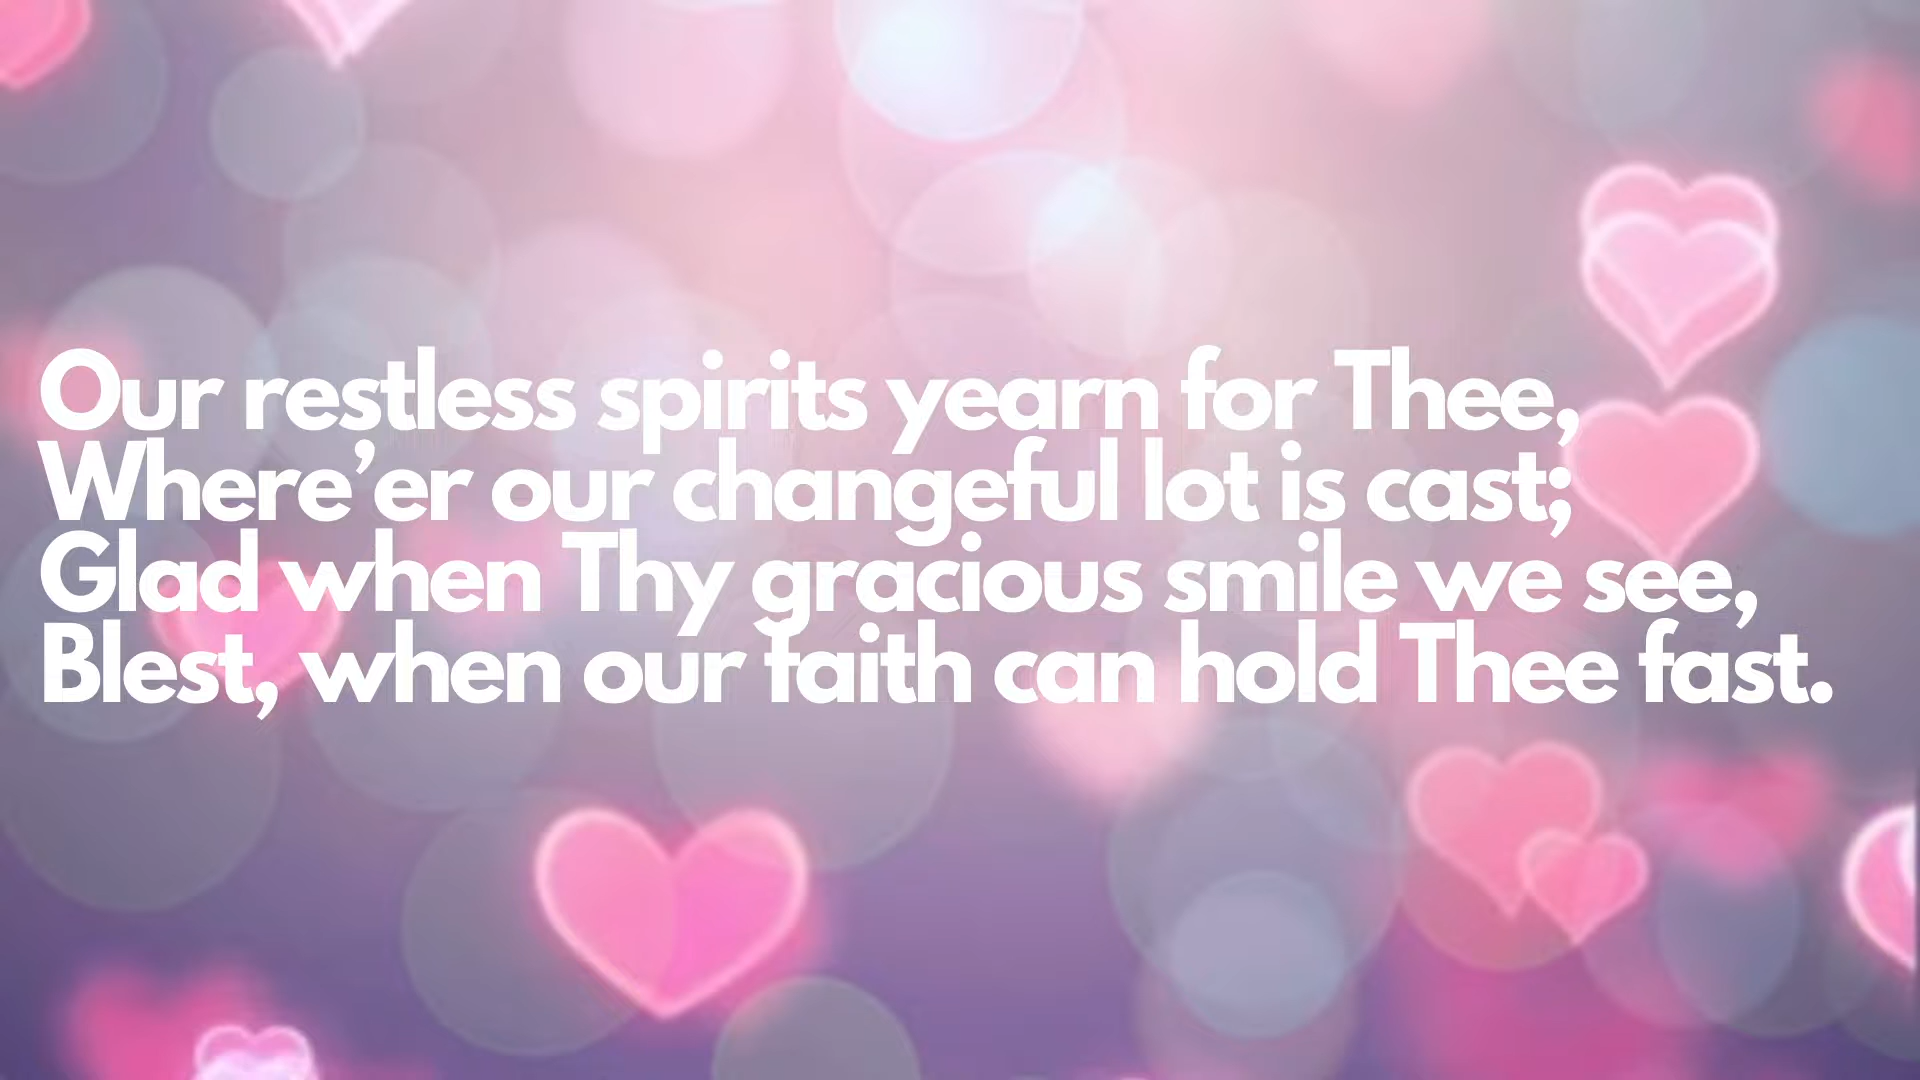 Our restless spirits yearn for Thee,
Where’er our changeful lot is cast;
Glad when Thy gracious smile we see,
Blest, when our faith can hold Thee fast.